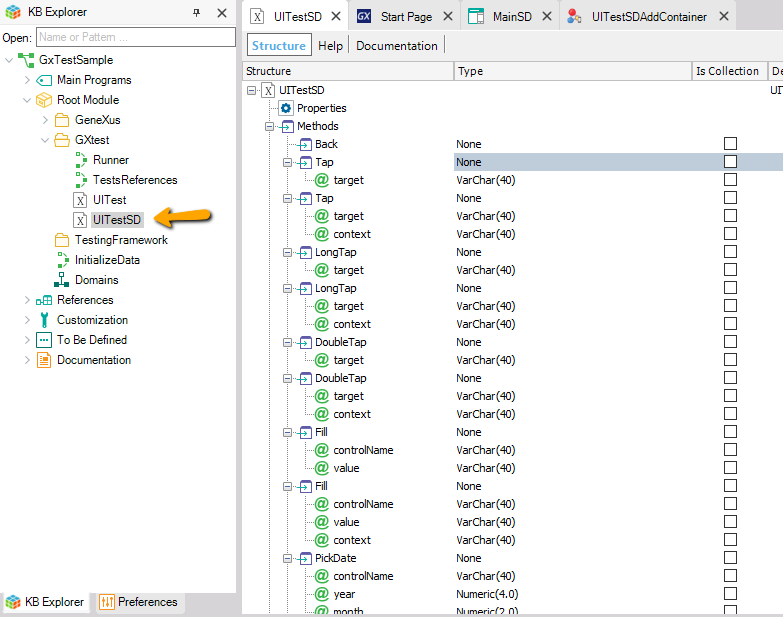 KB Explorer
Open: Name or Pattern ...
GxTestSample
Main Programs
Root Module
GeneXus
GXtest
Runner
TestsReferences
UITest
UITestSD
TestingFramework
InitializeData
Domains
References
Customization
To Be Defined
Documentation
KB Explorer Preferences
UITestSD Start Page MainSD UITestSDAddContainer
Structure Help Documentation
Structure Type Is Collection De
UITestSD UI
Properties
Methods
Back None
Tap None
target VarChar(40)
Tap None
target VarChar(40)
context VarChar(40)
LongTap None
target VarChar(40)
LongTap None
target VarChar(40)
context VarChar(40)
DoubleTap None
target VarChar(40)
DoubleTap None
target VarChar(40)
context VarChar(40)
Fill None
controlName VarChar(40)
value VarChar(40)
Fill None
controlName VarChar(40)
value VarChar(40)
context VarChar(40)
PickDate None
controlName VarChar(40)
year Numeric(4.0)
month Numeric(2.0)